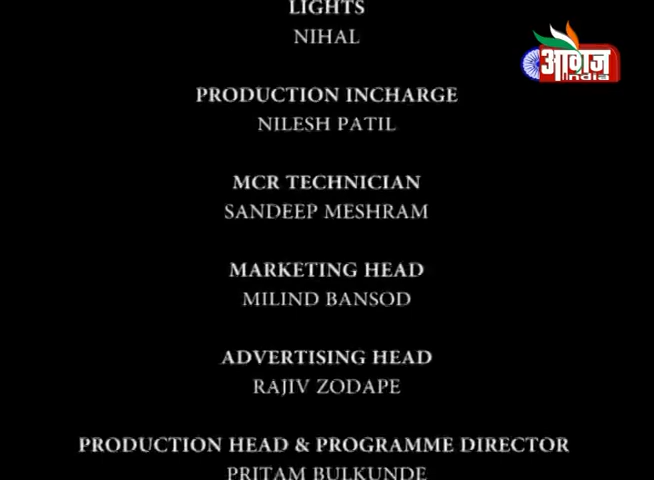 LIGHTS
NIHAL
आगाज
India
PRODUCTION INCHARGE
NILESH PATIL
MCR TECHNICIAN
SANDEEP MESHRAM
MARKETING HEAD
MILIND BANSOD
ADVERTISING HEAD
RAJIV ZODAPE
PRODUCTION HEAD & PROGRAMME DIRECTOR
PRITAM BULKUNDE